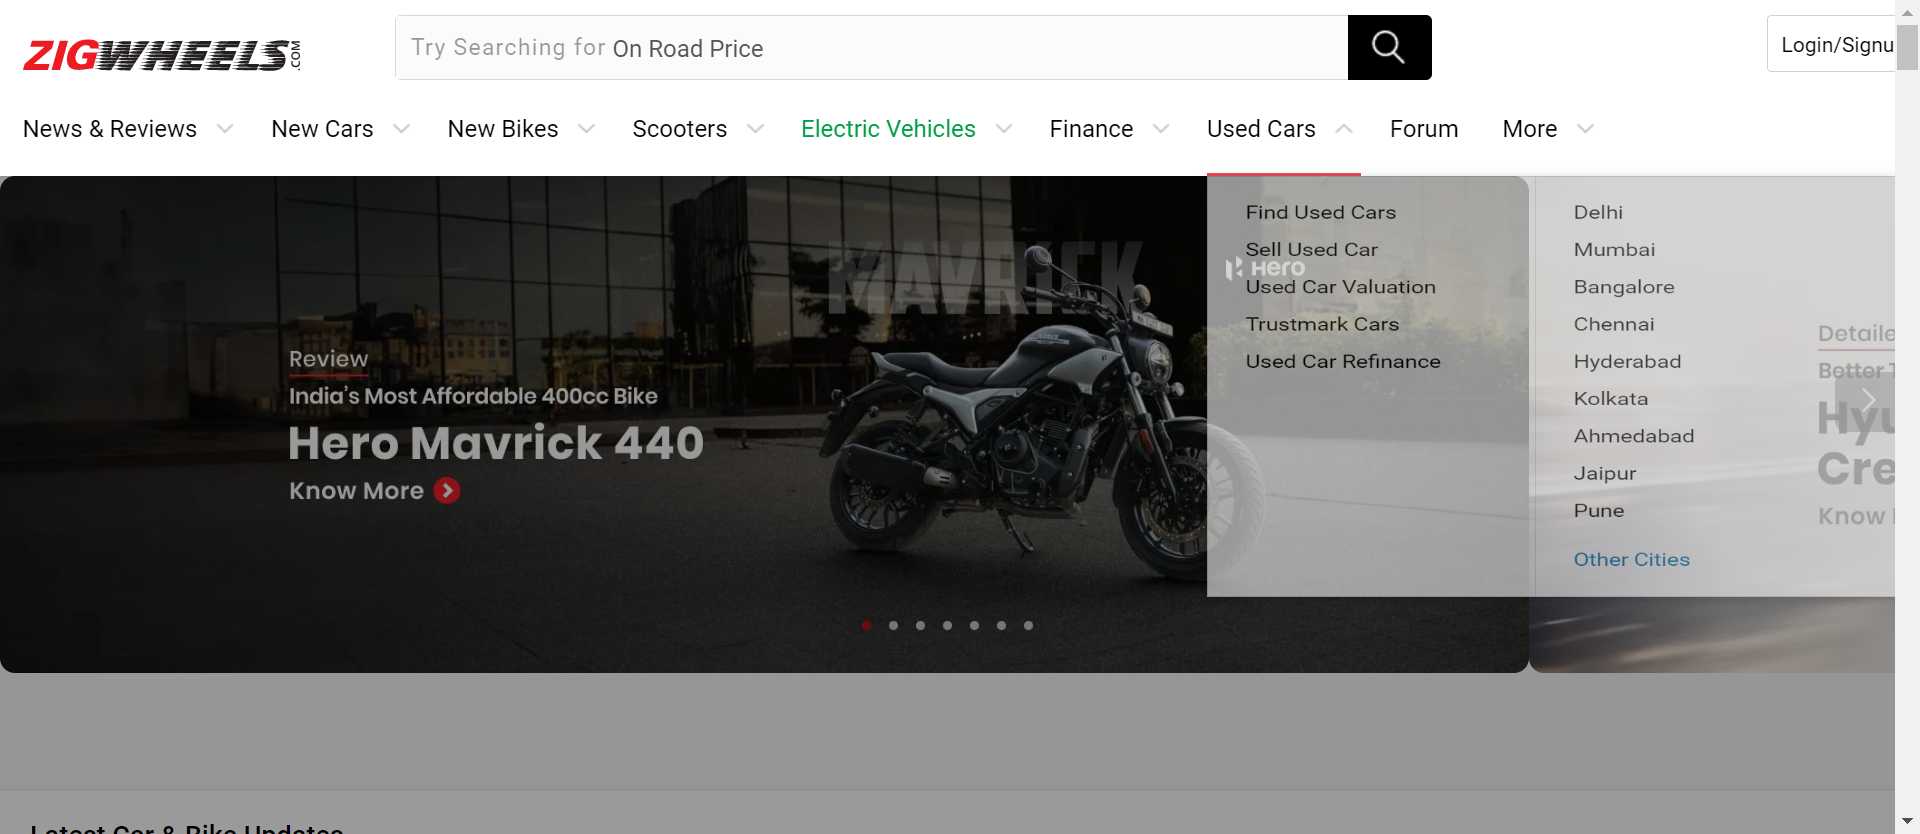 ZIGWHEELS.COM
Try Searching for On Road Price
Login/Signu
News & Reviews
New Cars
New Bikes
Scooters
Electric Vehicles
Finance
Used Cars
Forum
More
Find Used Cars
Sell Used Car
Used Car Valuation
Trustmark Cars
Used Car Refinance
Delhi
Mumbai
Bangalore
Chennai
Hyderabad
Kolkata
Ahmedabad
Jaipur
Pune
Other Cities
MAVRICK
Hero
Review
India's Most Affordable 400cc Bike
Hero Mavrick 440
Know More
Detaile
Better T
Hyu
Cre
Know
Latest Car & Bike Updates